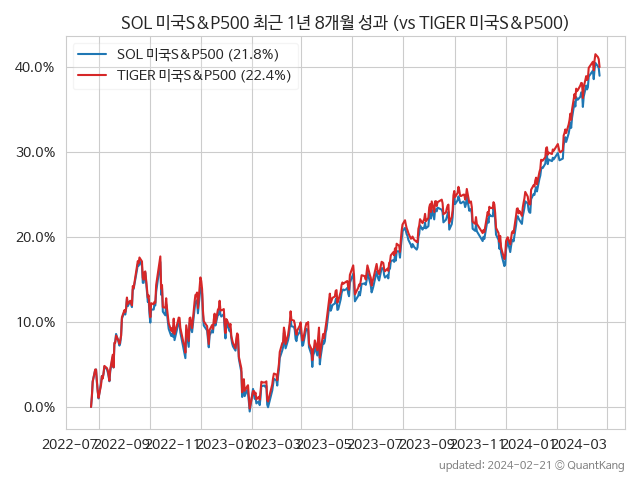 SOL 미국S&P500 최근 1년 8개월 성과 (vs TIGER 미국S&P500)
SOL 미국S&P500 (21.8%)
TIGER 미국S&P500 (22.4%)
40.0%
30.0%
20.0%
10.0%
0.0%
2022-07 2022-09 2022-11 2023-01 2023-03 2023-05 2023-07 2023-09 2023-11 2024-01 2024-03
updated: 2024-02-21 © QuantKang